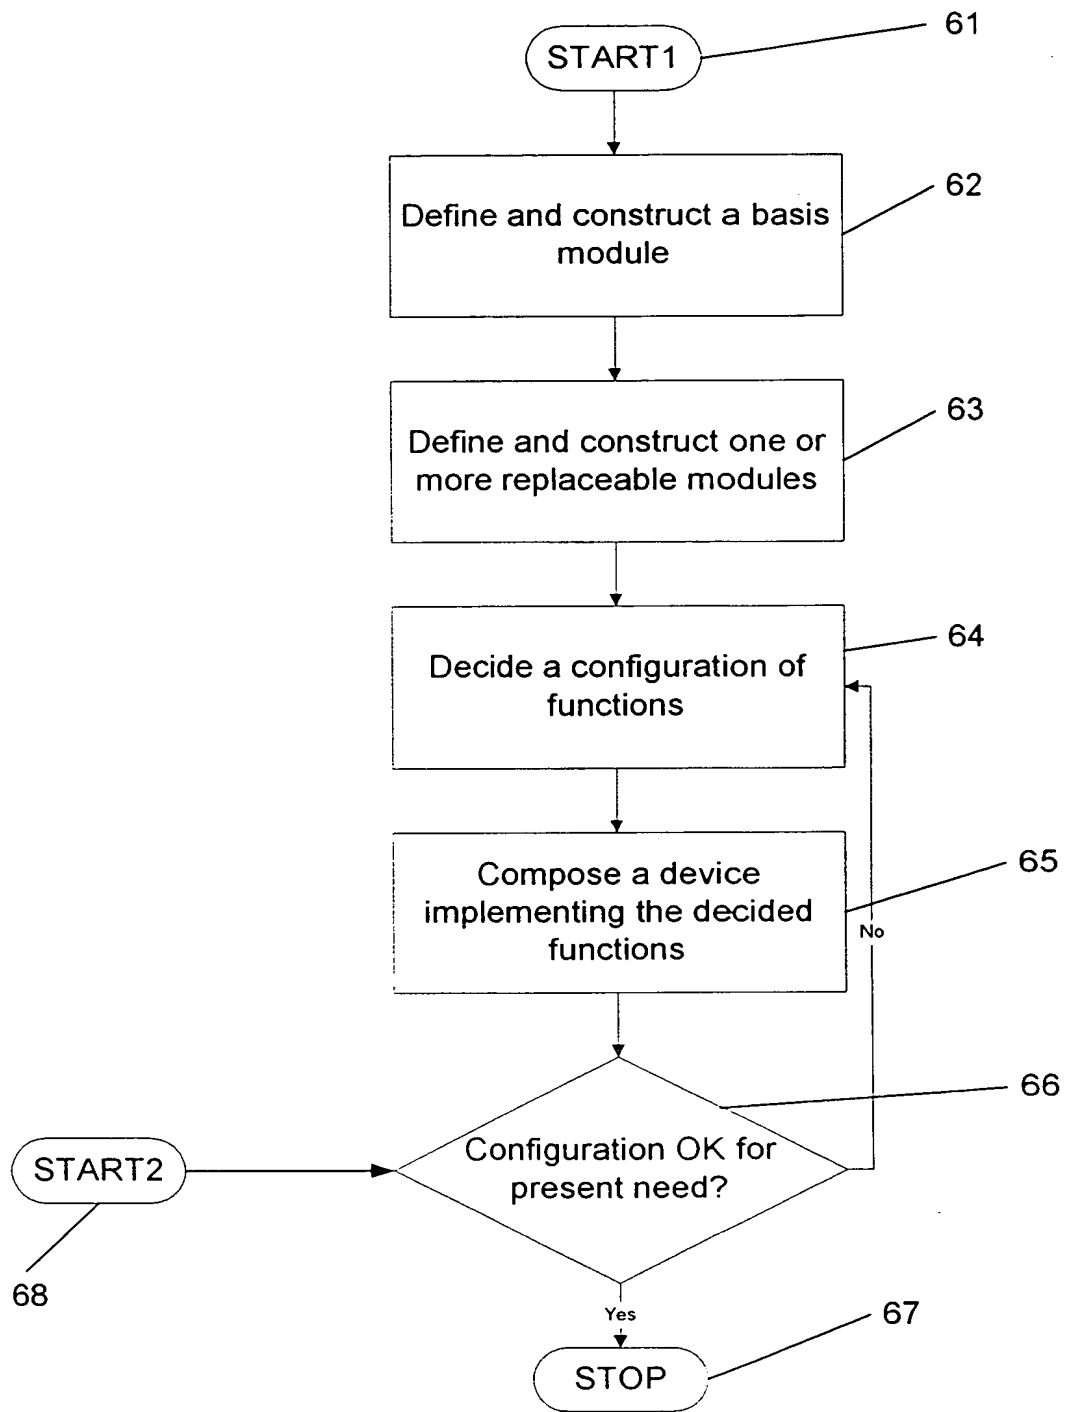 61
START1
62
Define and construct a basis
module
63
Define and construct one or
more replaceable modules
64
Decide a configuration of
functions
65
Compose a device
implementing the decided
functions
No
66
Configuration OK for
present need?
START2
68
Yes
67
STOP